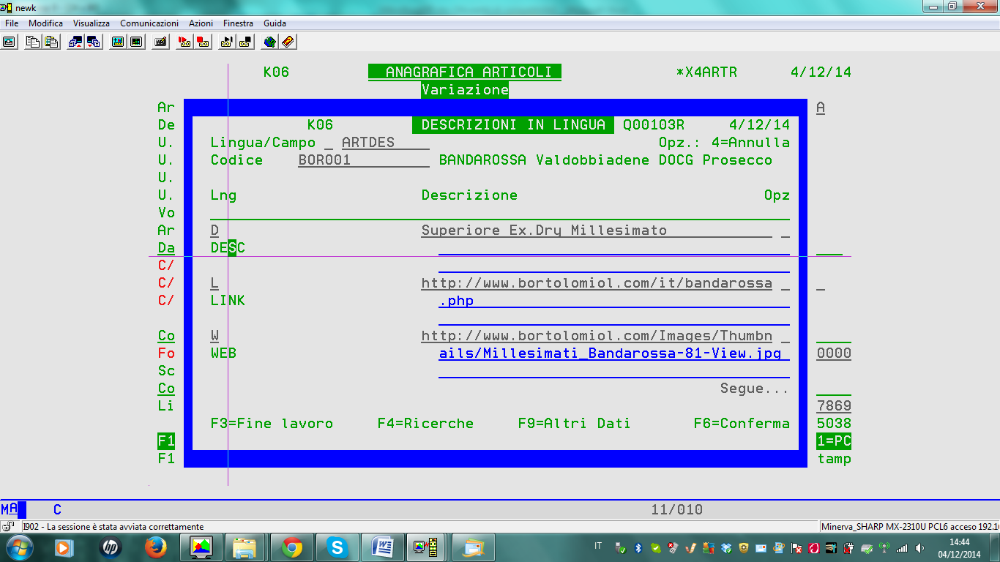 newk
File Modifica Visualizza Comunicazioni Azioni Finestra Guida
K06 ANAGRAFICA ARTICOLI *X4ARTR 4/12/14
Variazione
Ar A
De K06 DESCRIZIONI IN LINGUA Q00103R 4/12/14
U. Lingua/Campo _ ARTDES Opz.: 4=Annulla
U. Codice BOR001 BANDAROSSA Valdobbiadene DOCG Prosecco
U.
U. Lng Descrizione Opz
Vo
Ar D Superiore Ex.Dry Millesimato _
Da DESC
C/
C/ L http://www.bortolomiol.com/it/bandarossa _ _
C/ LINK .php
Co W http://www.bortolomiol.com/Images/Thumbn _
Fo WEB ails/Millesimati_Bandarossa-81-View.jpg 0000
Sc
Co Segue...
Li 7869
F3=Fine lavoro F4=Ricerche F9=Altri Dati F6=Conferma 5038
F1 1=PC
F1 tamp
MA C 11/010
I902 - La sessione è stata avviata correttamente Minerva_SHARP MX-2310U PCL6 acceso 192.16
IT 14:44
04/12/2014